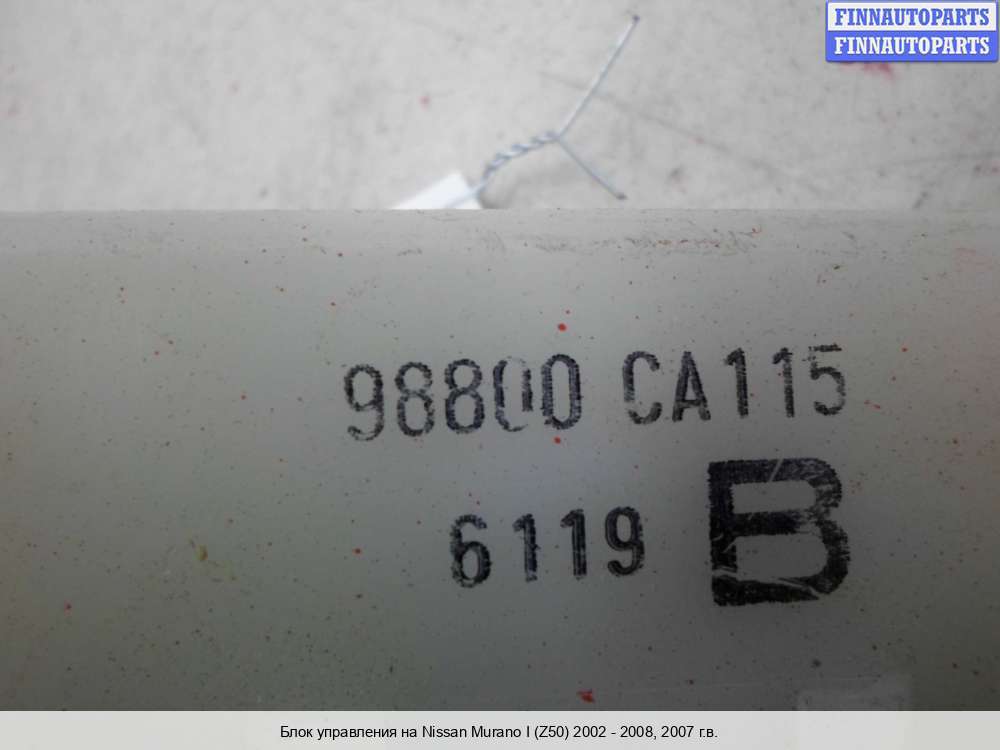 FINNAUTOPARTS
FINNAUTOPARTS
98800 CA115
6119 B
Блок управления на Nissan Murano I (Z50) 2002 - 2008, 2007 г.в.